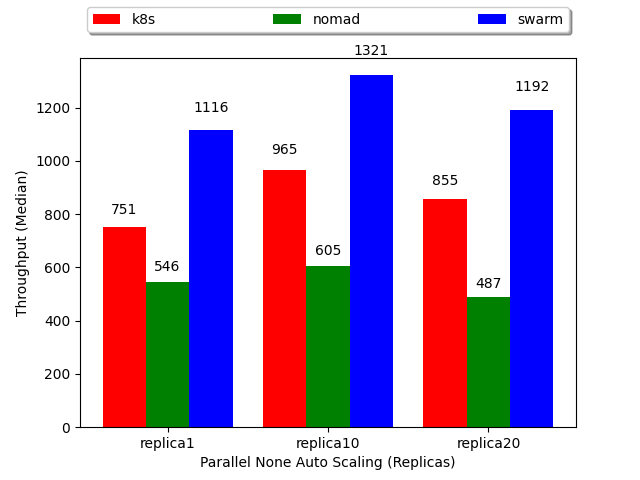 k8s nomad swarm
1321
1116 1192
965
751 855
546 605 487
1200
1000
800
600
400
200
0
Throughput (Median)
replica1 replica10 replica20
Parallel None Auto Scaling (Replicas)